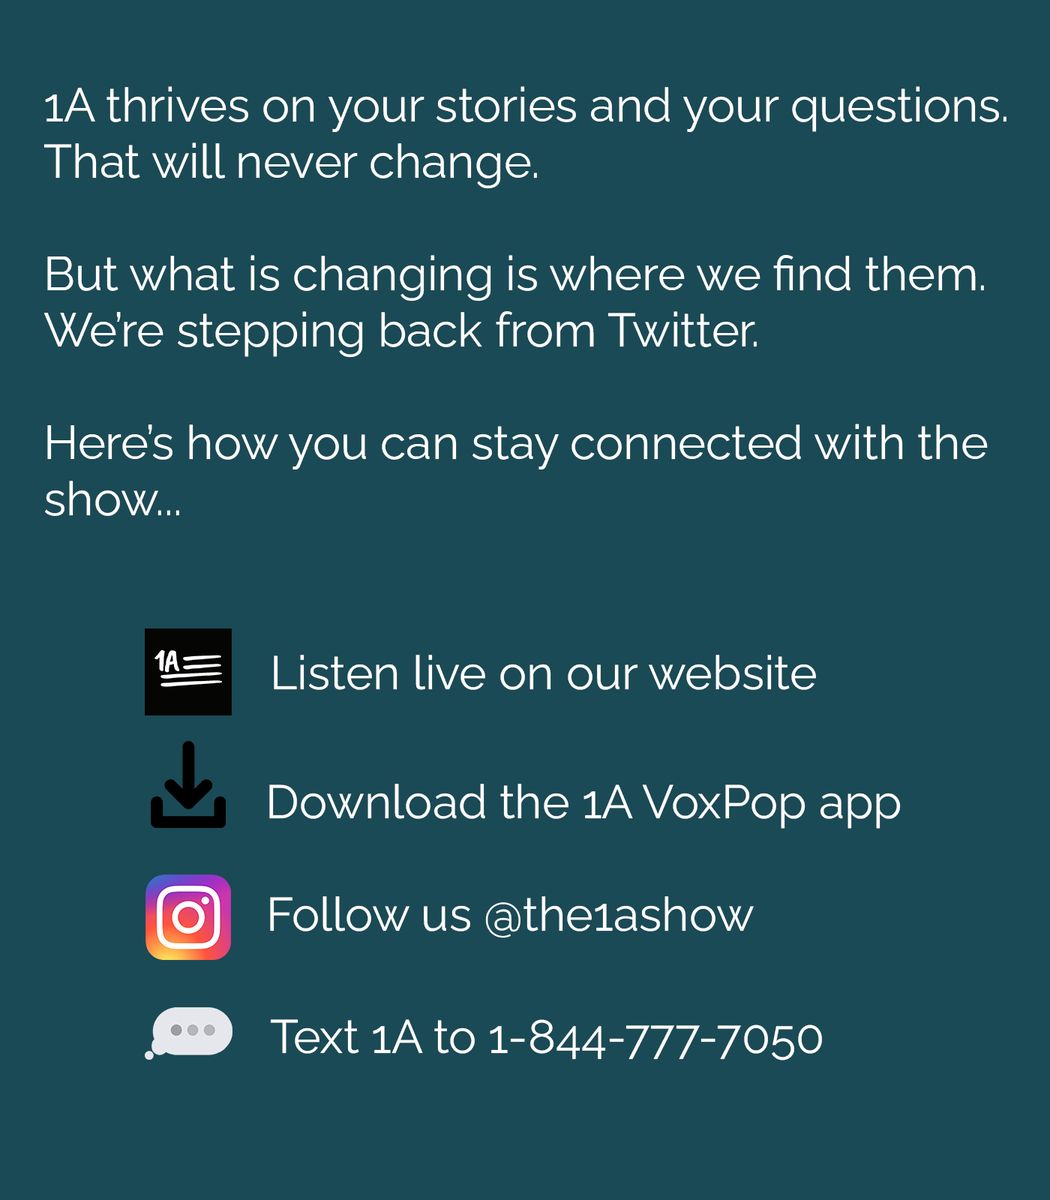 1A thrives on your stories and your questions.
That will never change.
But what is changing is where we find them.
We're stepping back from Twitter.
Here's how you can stay connected with the
show...
1A
Listen live on our website
Download the 1A VoxPop app
Follow us @the1ashow
Text 1A to 1-844-777-7050